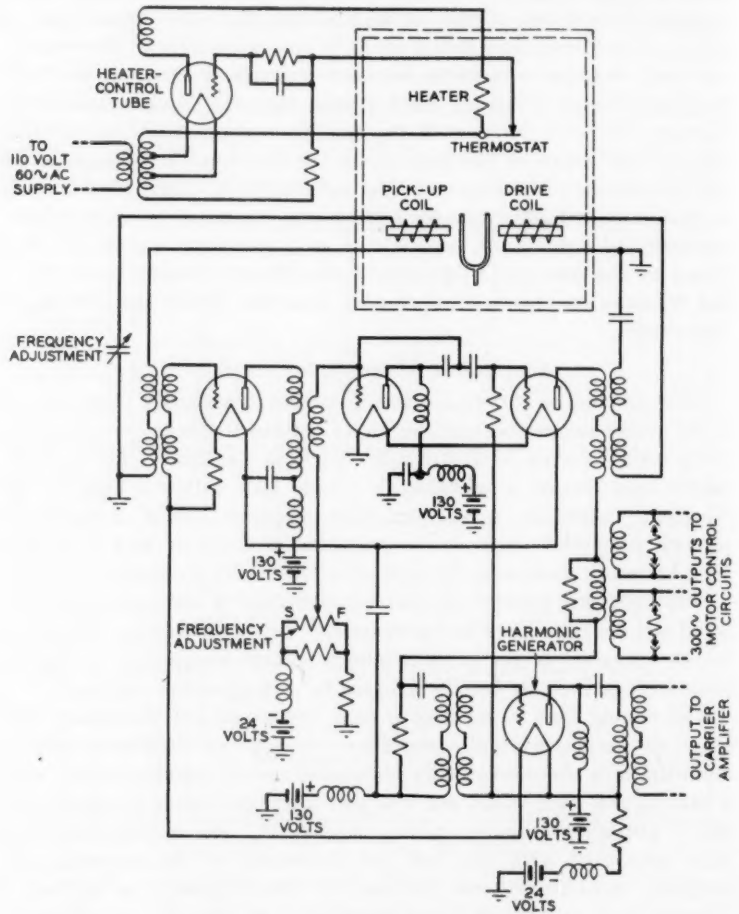 HEATER-
CONTROL
TUBE
HEATER
THERMOSTAT
TO
110 VOLT
60~AC
SUPPLY
PICK-UP
COIL
DRIVE
COIL
FREQUENCY
ADJUSTMENT
+
130
VOLTS
+
130
VOLTS
S
F
FREQUENCY
ADJUSTMENT
24
VOLTS
HARMONIC
GENERATOR
300~ OUTPUTS TO
MOTOR CONTROL
CIRCUITS
OUTPUT TO
CARRIER
AMPLIFIER
+
130
VOLTS
+
130
VOLTS
24
VOLTS